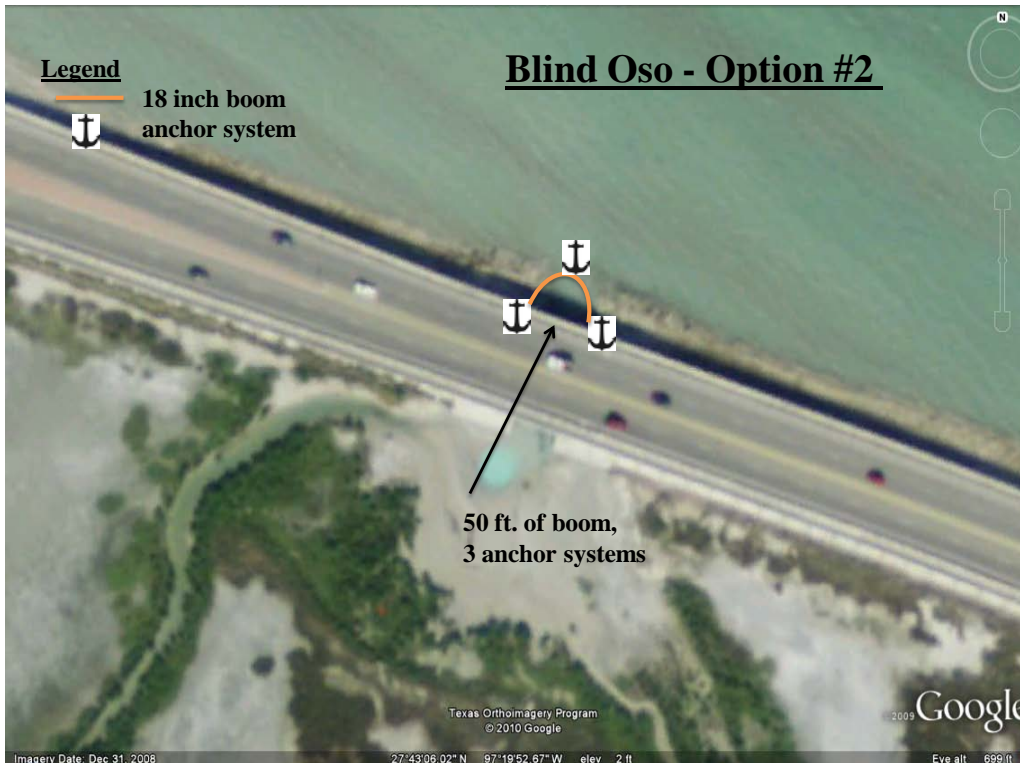 Legend
18 inch boom
anchor system
Blind Oso - Option #2
N
50 ft. of boom,
3 anchor systems
Texas Orthoimagery Program
© 2010 Google
2009 Google
Imagery Date: Dec 31, 2008 27°43'06.02" N 97°19'52.67" W elev 2 ft Eye alt 699 ft